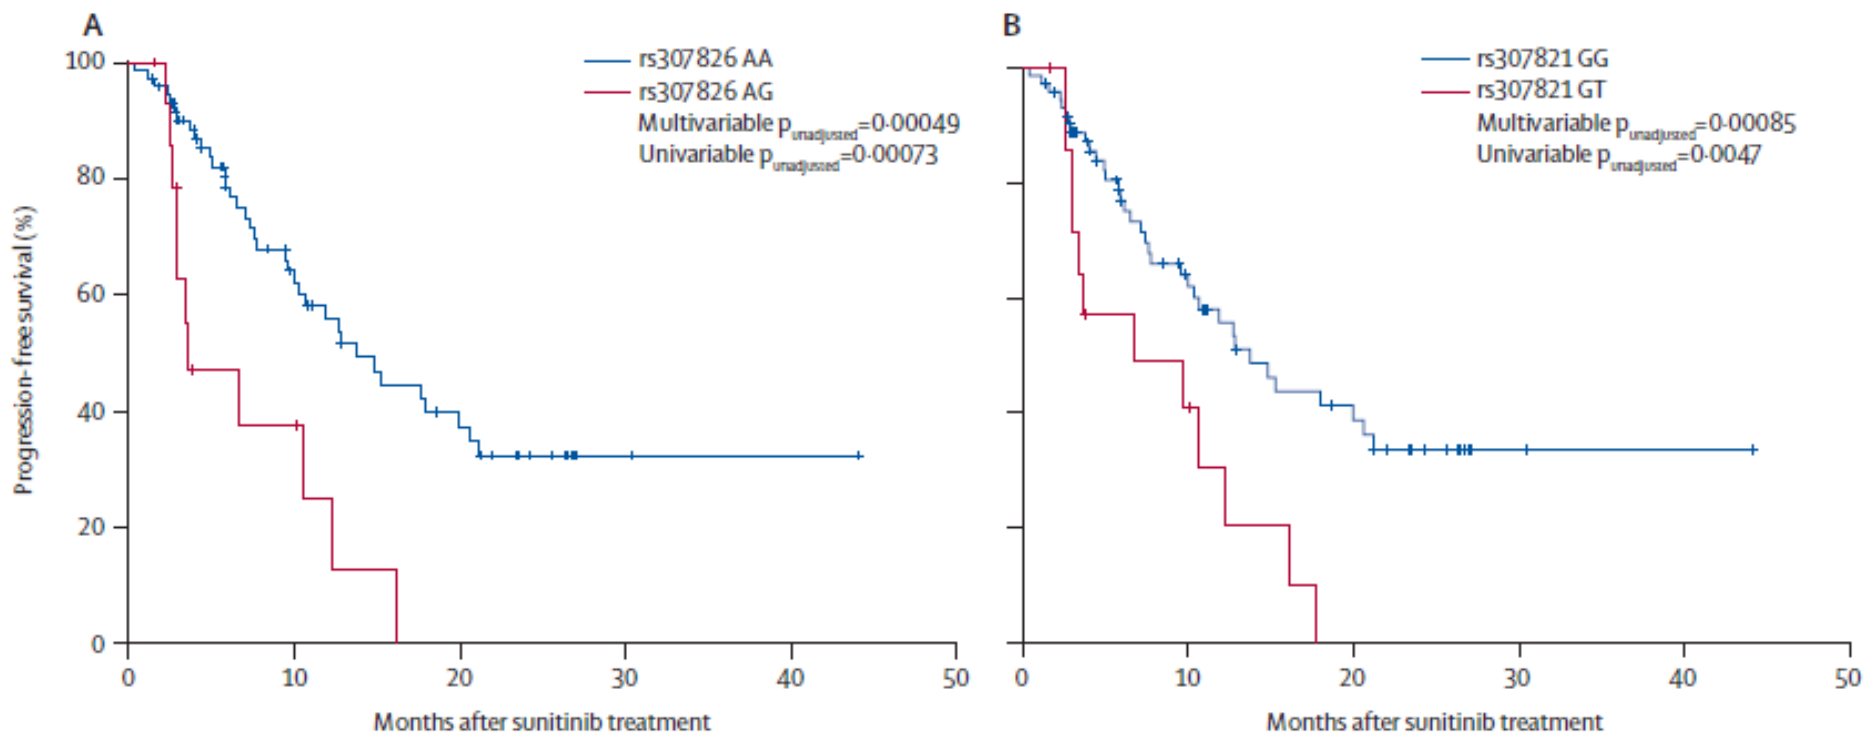 A
100
80
60
40
20
0
Progression-free survival (%)
rs307826 AA
rs307826 AG
Multivariable punadjusted=0·00049
Univariable punadjusted=0·00073
0 10 20 30 40 50
Months after sunitinib treatment
B
rs307821 GG
rs307821 GT
Multivariable punadjusted=0·00085
Univariable punadjusted=0·0047
0 10 20 30 40 50
Months after sunitinib treatment